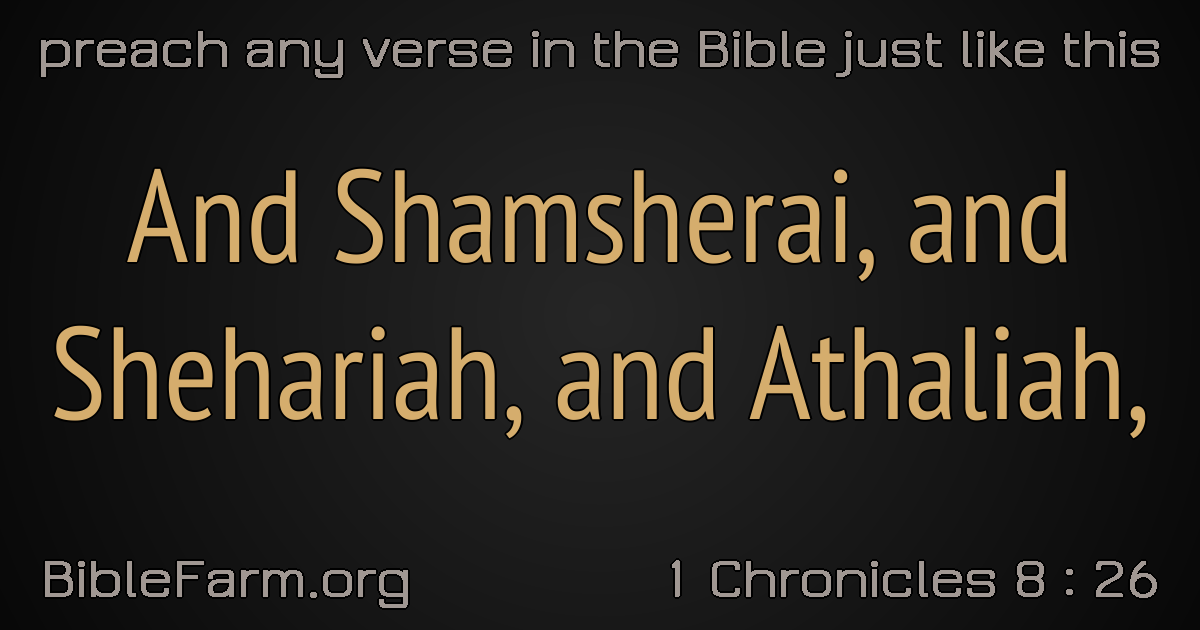 preach any verse in the Bible just like this
And Shamsherai, and
Shehariah, and Athaliah,
BibleFarm.org
1 Chronicles 8 : 26